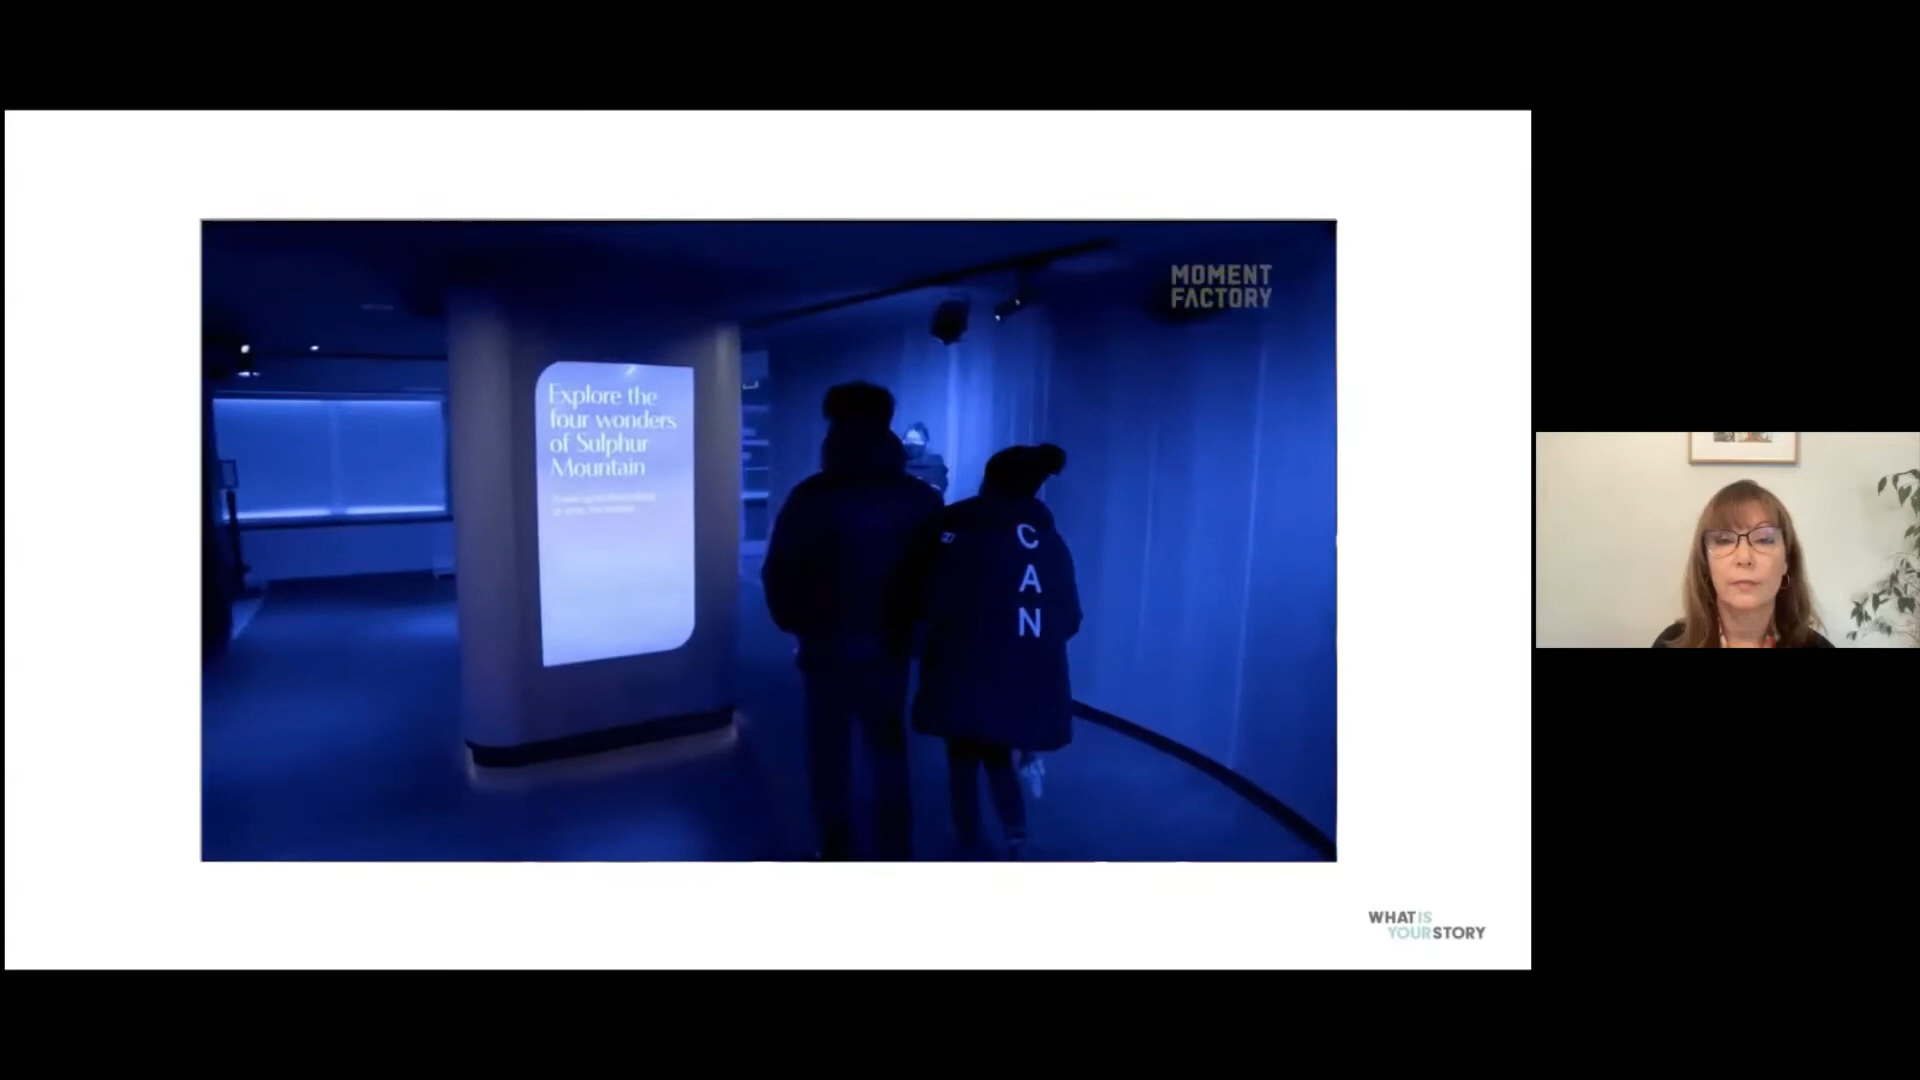 MOMENT
FACTORY
Explore the
four wonders
of Sulphur
Mountain
C
A
N
WHAT IS
YOUR STORY